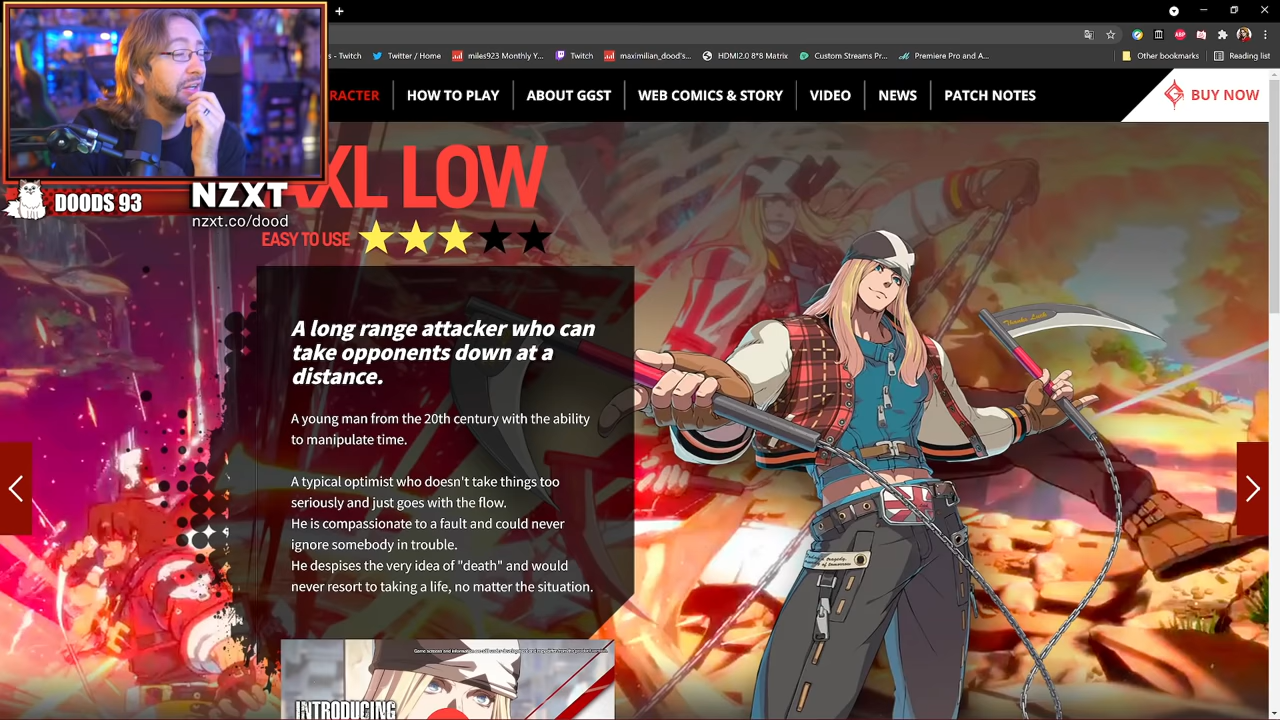 - Twitch
Twitter / Home
miles923 Monthly Y...
Twitch
maximilian_dood's...
HDMI2.0 8*8 Matrix
Custom Streams Pr...
Premiere Pro and A...
ABP
Other bookmarks
Reading list
RACTER
HOW TO PLAY
ABOUT GGST
WEB COMICS & STORY
VIDEO
NEWS
PATCH NOTES
BUY NOW
DOODS 93
NZXT
nzxt.co/dood
AXL LOW
EASY TO USE
A long range attacker who can
take opponents down at a
distance.
A young man from the 20th century with the ability
to manipulate time.
A typical optimist who doesn't take things too
seriously and just goes with the flow.
He is compassionate to a fault and could never
ignore somebody in trouble.
He despises the very idea of "death" and would
never resort to taking a life, no matter the situation.
INTRODUCING